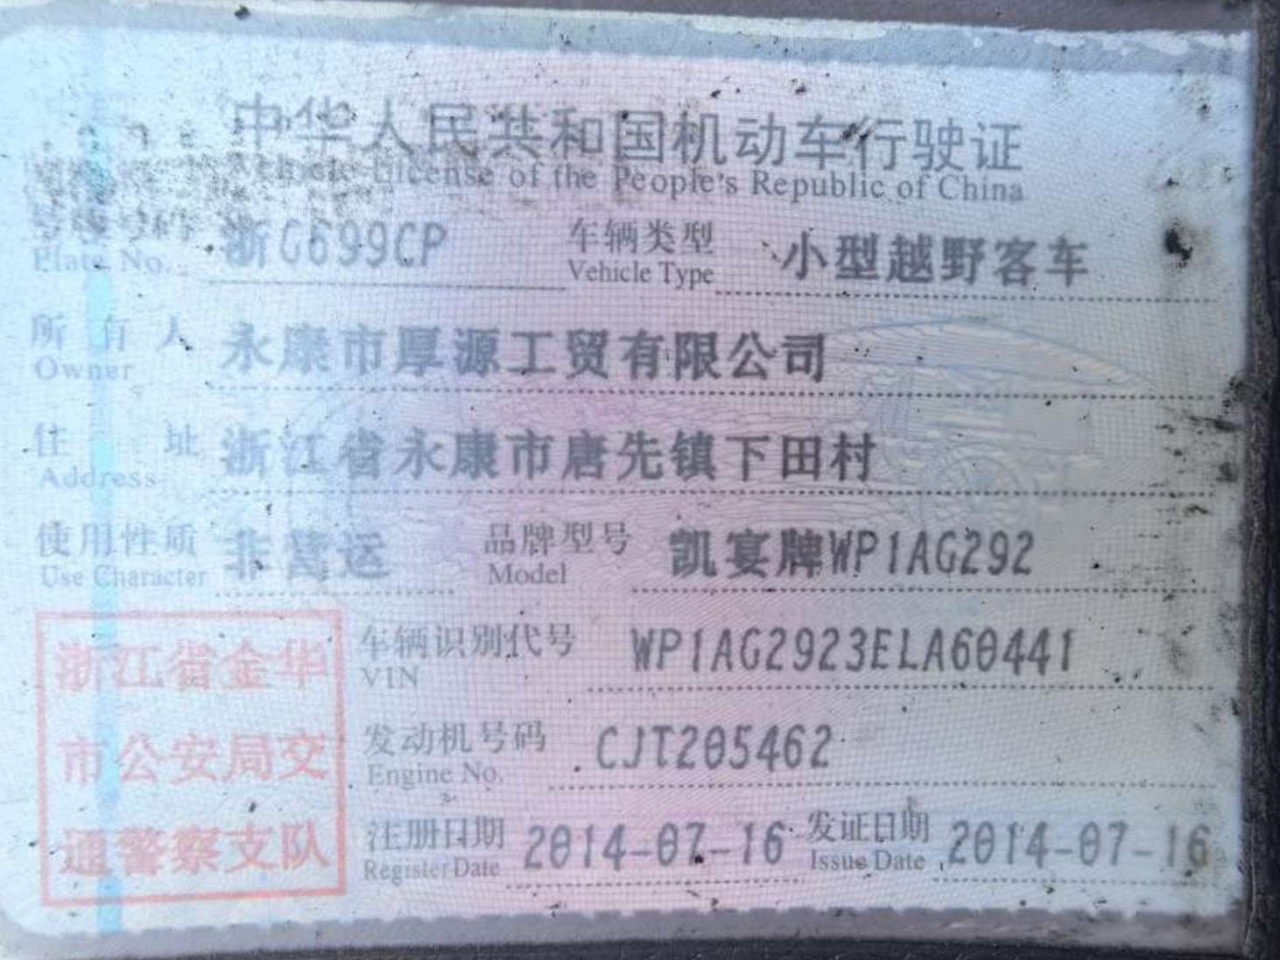 中华人民共和国机动车行驶证
Vehicle License of the People's Republic of China
号牌号码 浙G699CP 车辆类型 小型越野客车
Plate No. Vehicle Type
所有人 永康市厚源工贸有限公司
Owner
住址 浙江省永康市唐先镇下田村
Address
使用性质 非营运 品牌型号 凯宴牌WP1AG292
Use Character Model
浙江省金华
市公安局交
通警察支队
车辆识别代号 WP1AG2923ELA60441
VIN
发动机号码 CJT205462
Engine No.
注册日期 2014-07-16 发证日期 2014-07-16
Register Date Issue Date